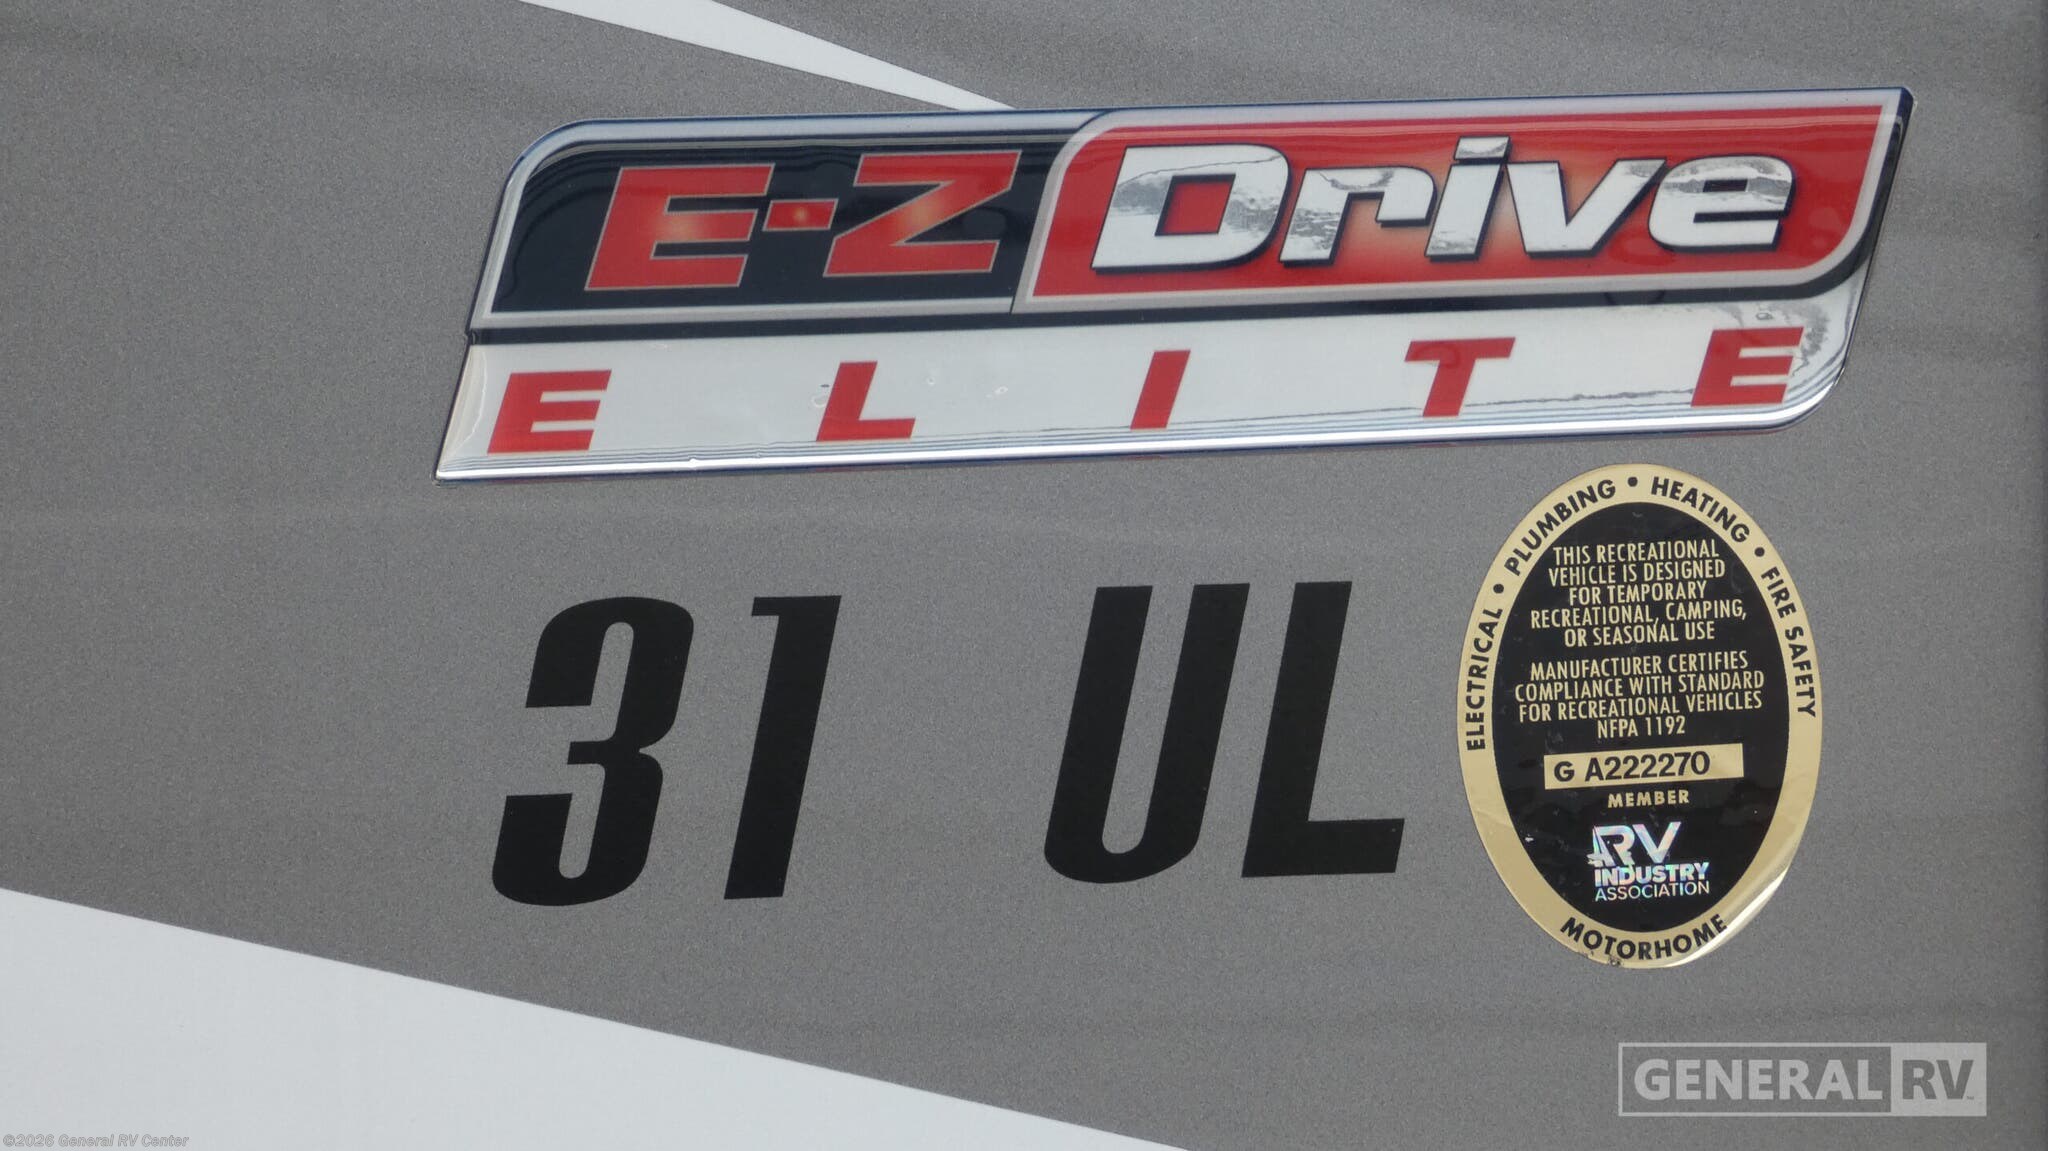 E-Z Drive
ELITE
31 UL
ELECTRICAL • PLUMBING • HEATING • FIRE SAFETY
THIS RECREATIONAL
VEHICLE IS DESIGNED
FOR TEMPORARY
RECREATIONAL, CAMPING,
OR SEASONAL USE
MANUFACTURER CERTIFIES
COMPLIANCE WITH STANDARD
FOR RECREATIONAL VEHICLES
NFPA 1192
G A222270
MEMBER
RV
INDUSTRY
ASSOCIATION
MOTORHOME
GENERAL RV
©2026 General RV Center